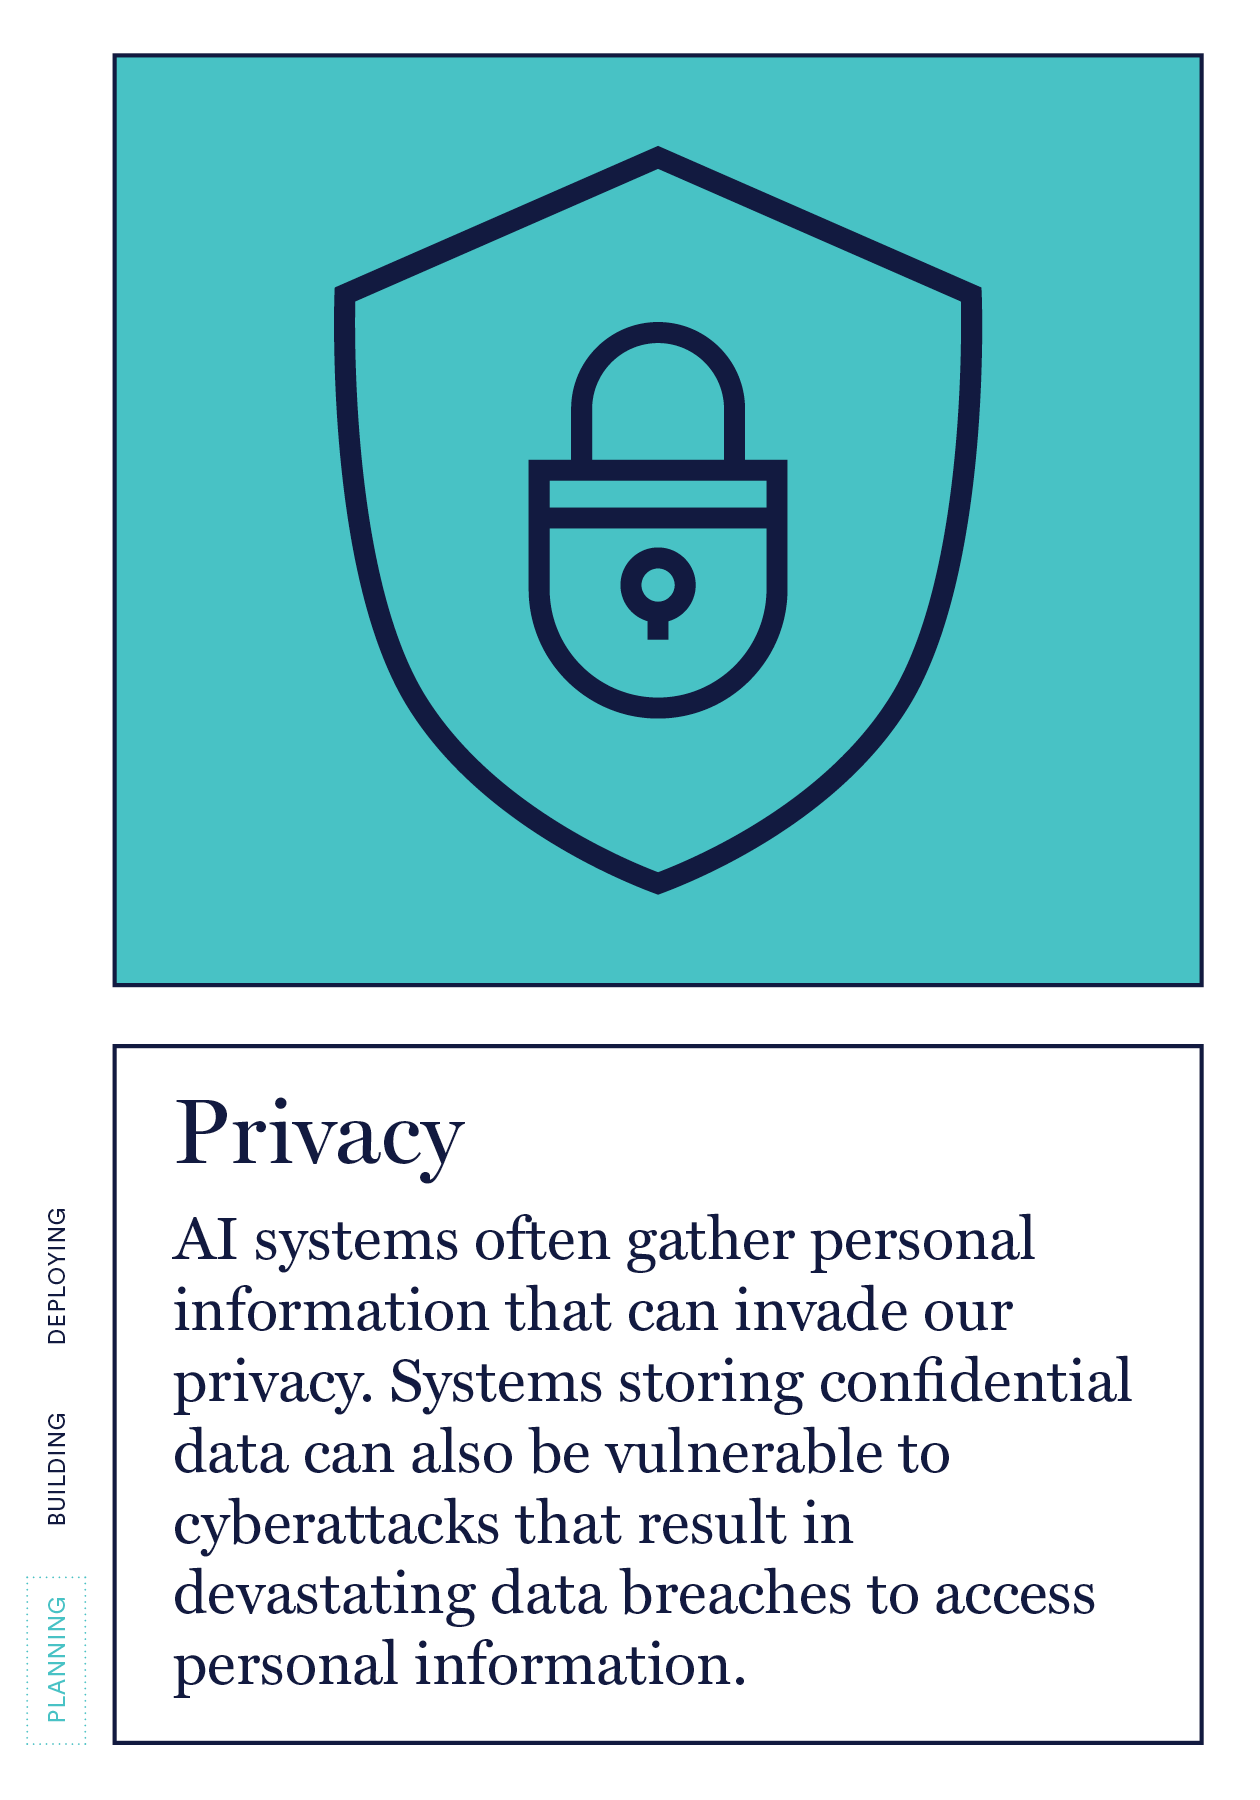 Privacy
AI systems often gather personal
information that can invade our
privacy. Systems storing confidential
data can also be vulnerable to
cyberattacks that result in
devastating data breaches to access
personal information.
PLANNING
BUILDING
DEPLOYING